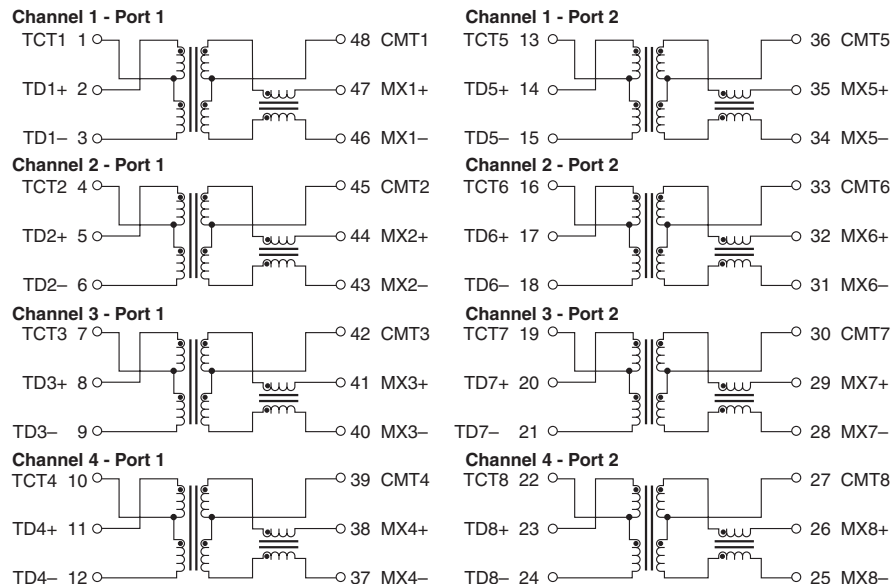 Channel 1 - Port 1
TCT1 1 48 CMT1
TD1+ 2 47 MX1+
TD1– 3 46 MX1–
Channel 2 - Port 1
TCT2 4 45 CMT2
TD2+ 5 44 MX2+
TD2– 6 43 MX2–
Channel 3 - Port 1
TCT3 7 42 CMT3
TD3+ 8 41 MX3+
TD3– 9 40 MX3–
Channel 4 - Port 1
TCT4 10 39 CMT4
TD4+ 11 38 MX4+
TD4– 12 37 MX4–
Channel 1 - Port 2
TCT5 13 36 CMT5
TD5+ 14 35 MX5+
TD5– 15 34 MX5–
Channel 2 - Port 2
TCT6 16 33 CMT6
TD6+ 17 32 MX6+
TD6– 18 31 MX6–
Channel 3 - Port 2
TCT7 19 30 CMT7
TD7+ 20 29 MX7+
TD7– 21 28 MX7–
Channel 4 - Port 2
TCT8 22 27 CMT8
TD8+ 23 26 MX8+
TD8– 24 25 MX8–